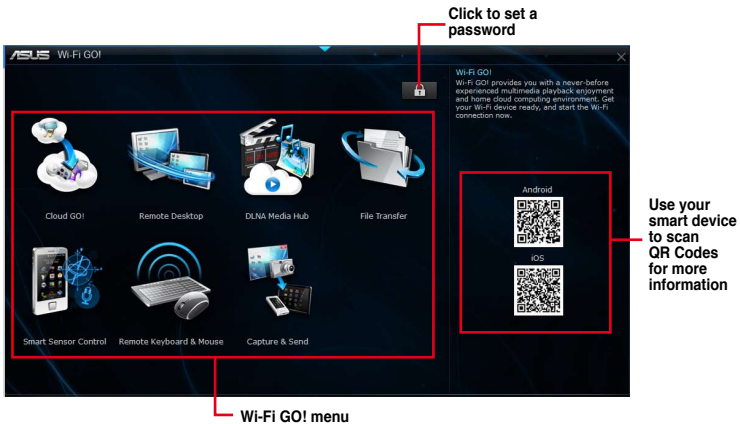 Click to set a
password
ASUS Wi-Fi GO!
Wi-Fi GO!
Wi-Fi GO! provides you with a never-before
experienced multimedia playback enjoyment
and home cloud computing environment. Get
your Wi-Fi device ready, and start the Wi-Fi
connection now.
Cloud GO!
Remote Desktop
DLNA Media Hub
File Transfer
Smart Sensor Control
Remote Keyboard & Mouse
Capture & Send
Android
iOS
Use your
smart device
to scan
QR Codes
for more
information
Wi-Fi GO! menu